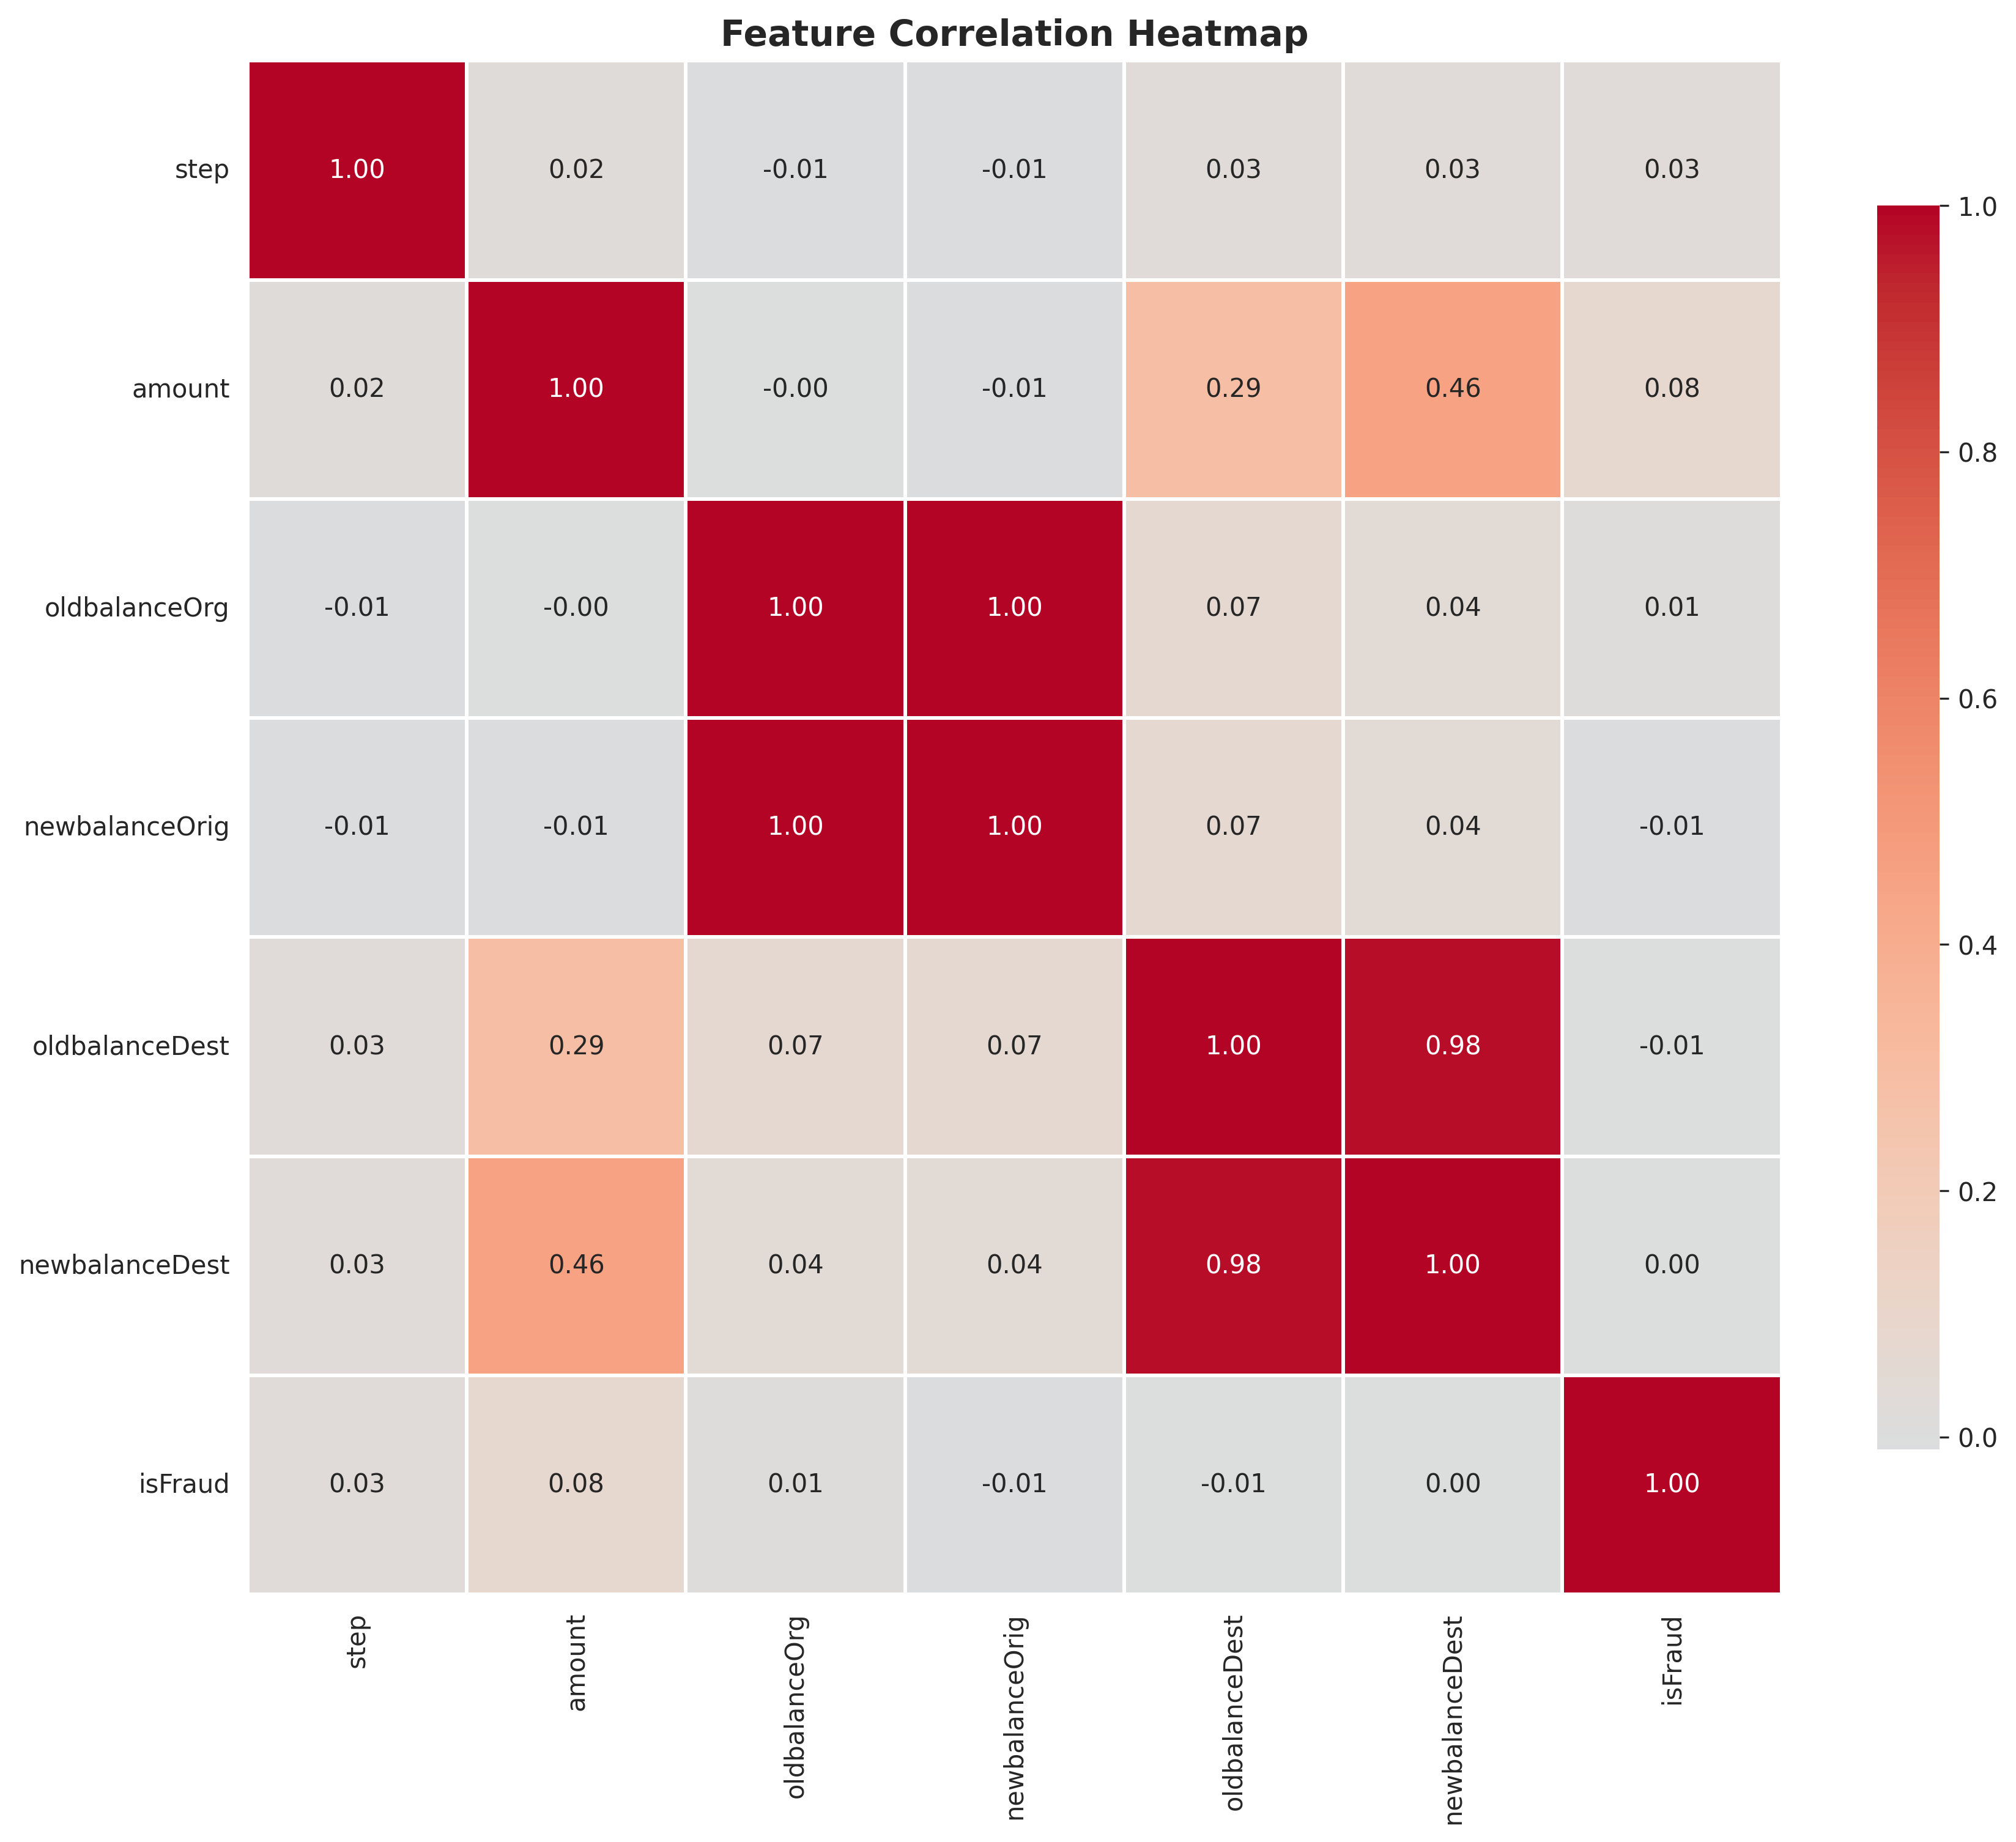 Feature Correlation Heatmap
step 1.00 0.02 -0.01 -0.01 0.03 0.03 0.03
amount 0.02 1.00 -0.00 -0.01 0.29 0.46 0.08
oldbalanceOrg -0.01 -0.00 1.00 1.00 0.07 0.04 0.01
newbalanceOrig -0.01 -0.01 1.00 1.00 0.07 0.04 -0.01
oldbalanceDest 0.03 0.29 0.07 0.07 1.00 0.98 -0.01
newbalanceDest 0.03 0.46 0.04 0.04 0.98 1.00 0.00
isFraud 0.03 0.08 0.01 -0.01 -0.01 0.00 1.00
step
amount
oldbalanceOrg
newbalanceOrig
oldbalanceDest
newbalanceDest
isFraud
1.0
0.8
0.6
0.4
0.2
0.0